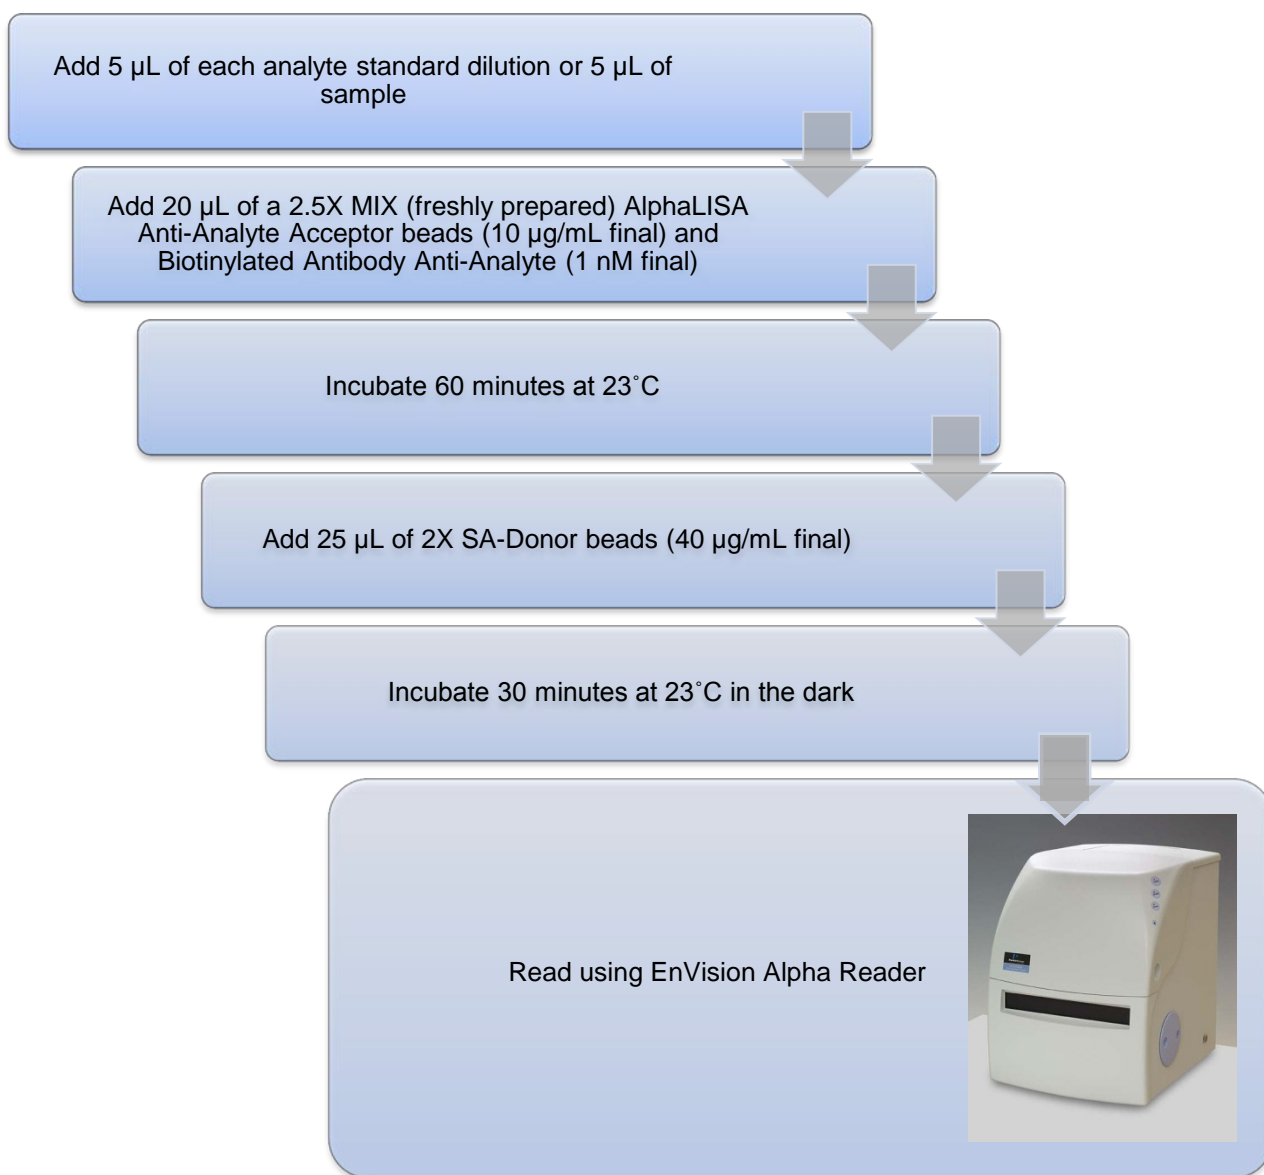 Add 5 µL of each analyte standard dilution or 5 µL of
sample
Add 20 µL of a 2.5X MIX (freshly prepared) AlphaLISA
Anti-Analyte Acceptor beads (10 µg/mL final) and
Biotinylated Antibody Anti-Analyte (1 nM final)
Incubate 60 minutes at 23˚C
Add 25 µL of 2X SA-Donor beads (40 µg/mL final)
Incubate 30 minutes at 23˚C in the dark
Read using EnVision Alpha Reader